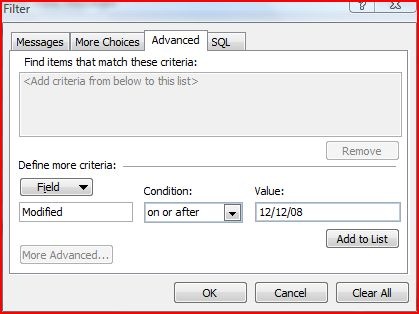 Filter
Messages More Choices Advanced SQL
Find items that match these criteria:
<Add criteria from below to this list>
Remove
Define more criteria:
Field Condition: Value:
Modified on or after 12/12/08
Add to List
More Advanced...
OK Cancel Clear All